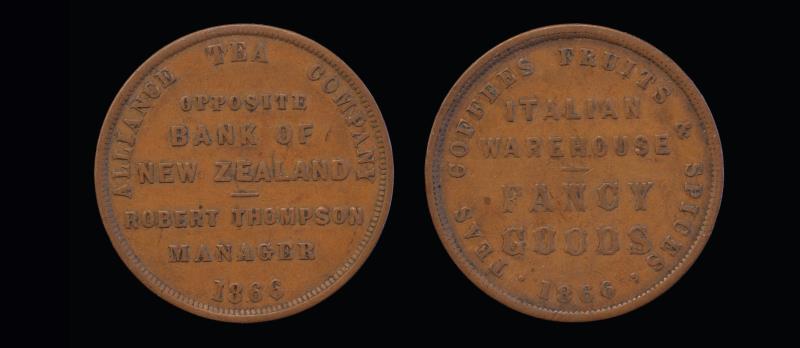 ALLIANCE TEA COMPANY
OPPOSITE
BANK OF
NEW ZEALAND
ROBERT THOMPSON
MANAGER
1866
TEAS COFFEES FRUITS & SPICES
ITALIAN
WAREHOUSE
FANCY
GOODS
1866